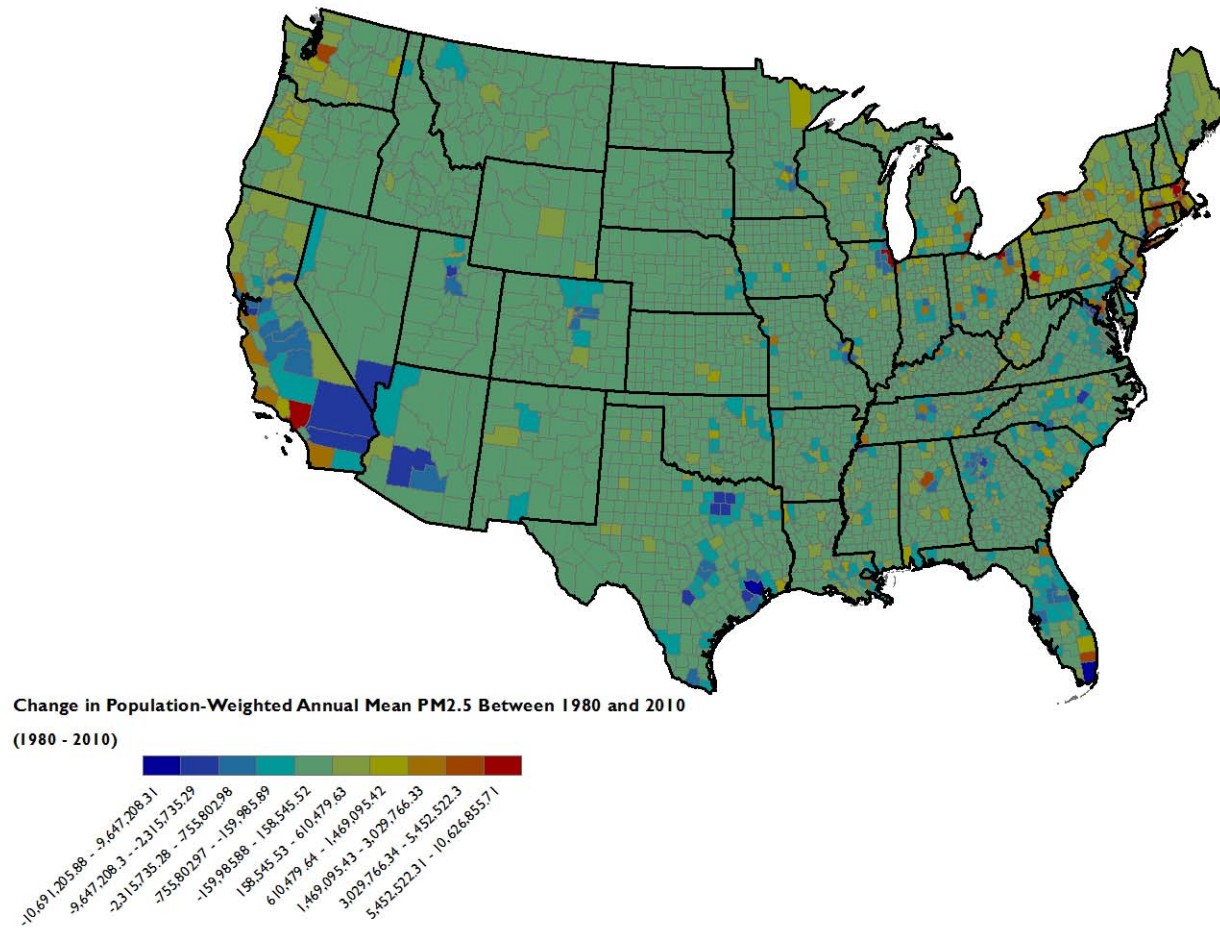 Change in Population-Weighted Annual Mean PM2.5 Between 1980 and 2010
(1980 - 2010)
-10,691,205.88 - -9,647,208.31
-9,647,208.3 - -2,315,735.29
-2,315,735.28 - -755,802.98
-755,802.97 - -159,985.89
-159,985.88 - 158,545.52
158,545.53 - 610,479.63
610,479.64 - 1,469,095.42
1,469,095.43 - 3,029,766.33
3,029,766.34 - 5,452,522.3
5,452,522.31 - 10,626,855.71